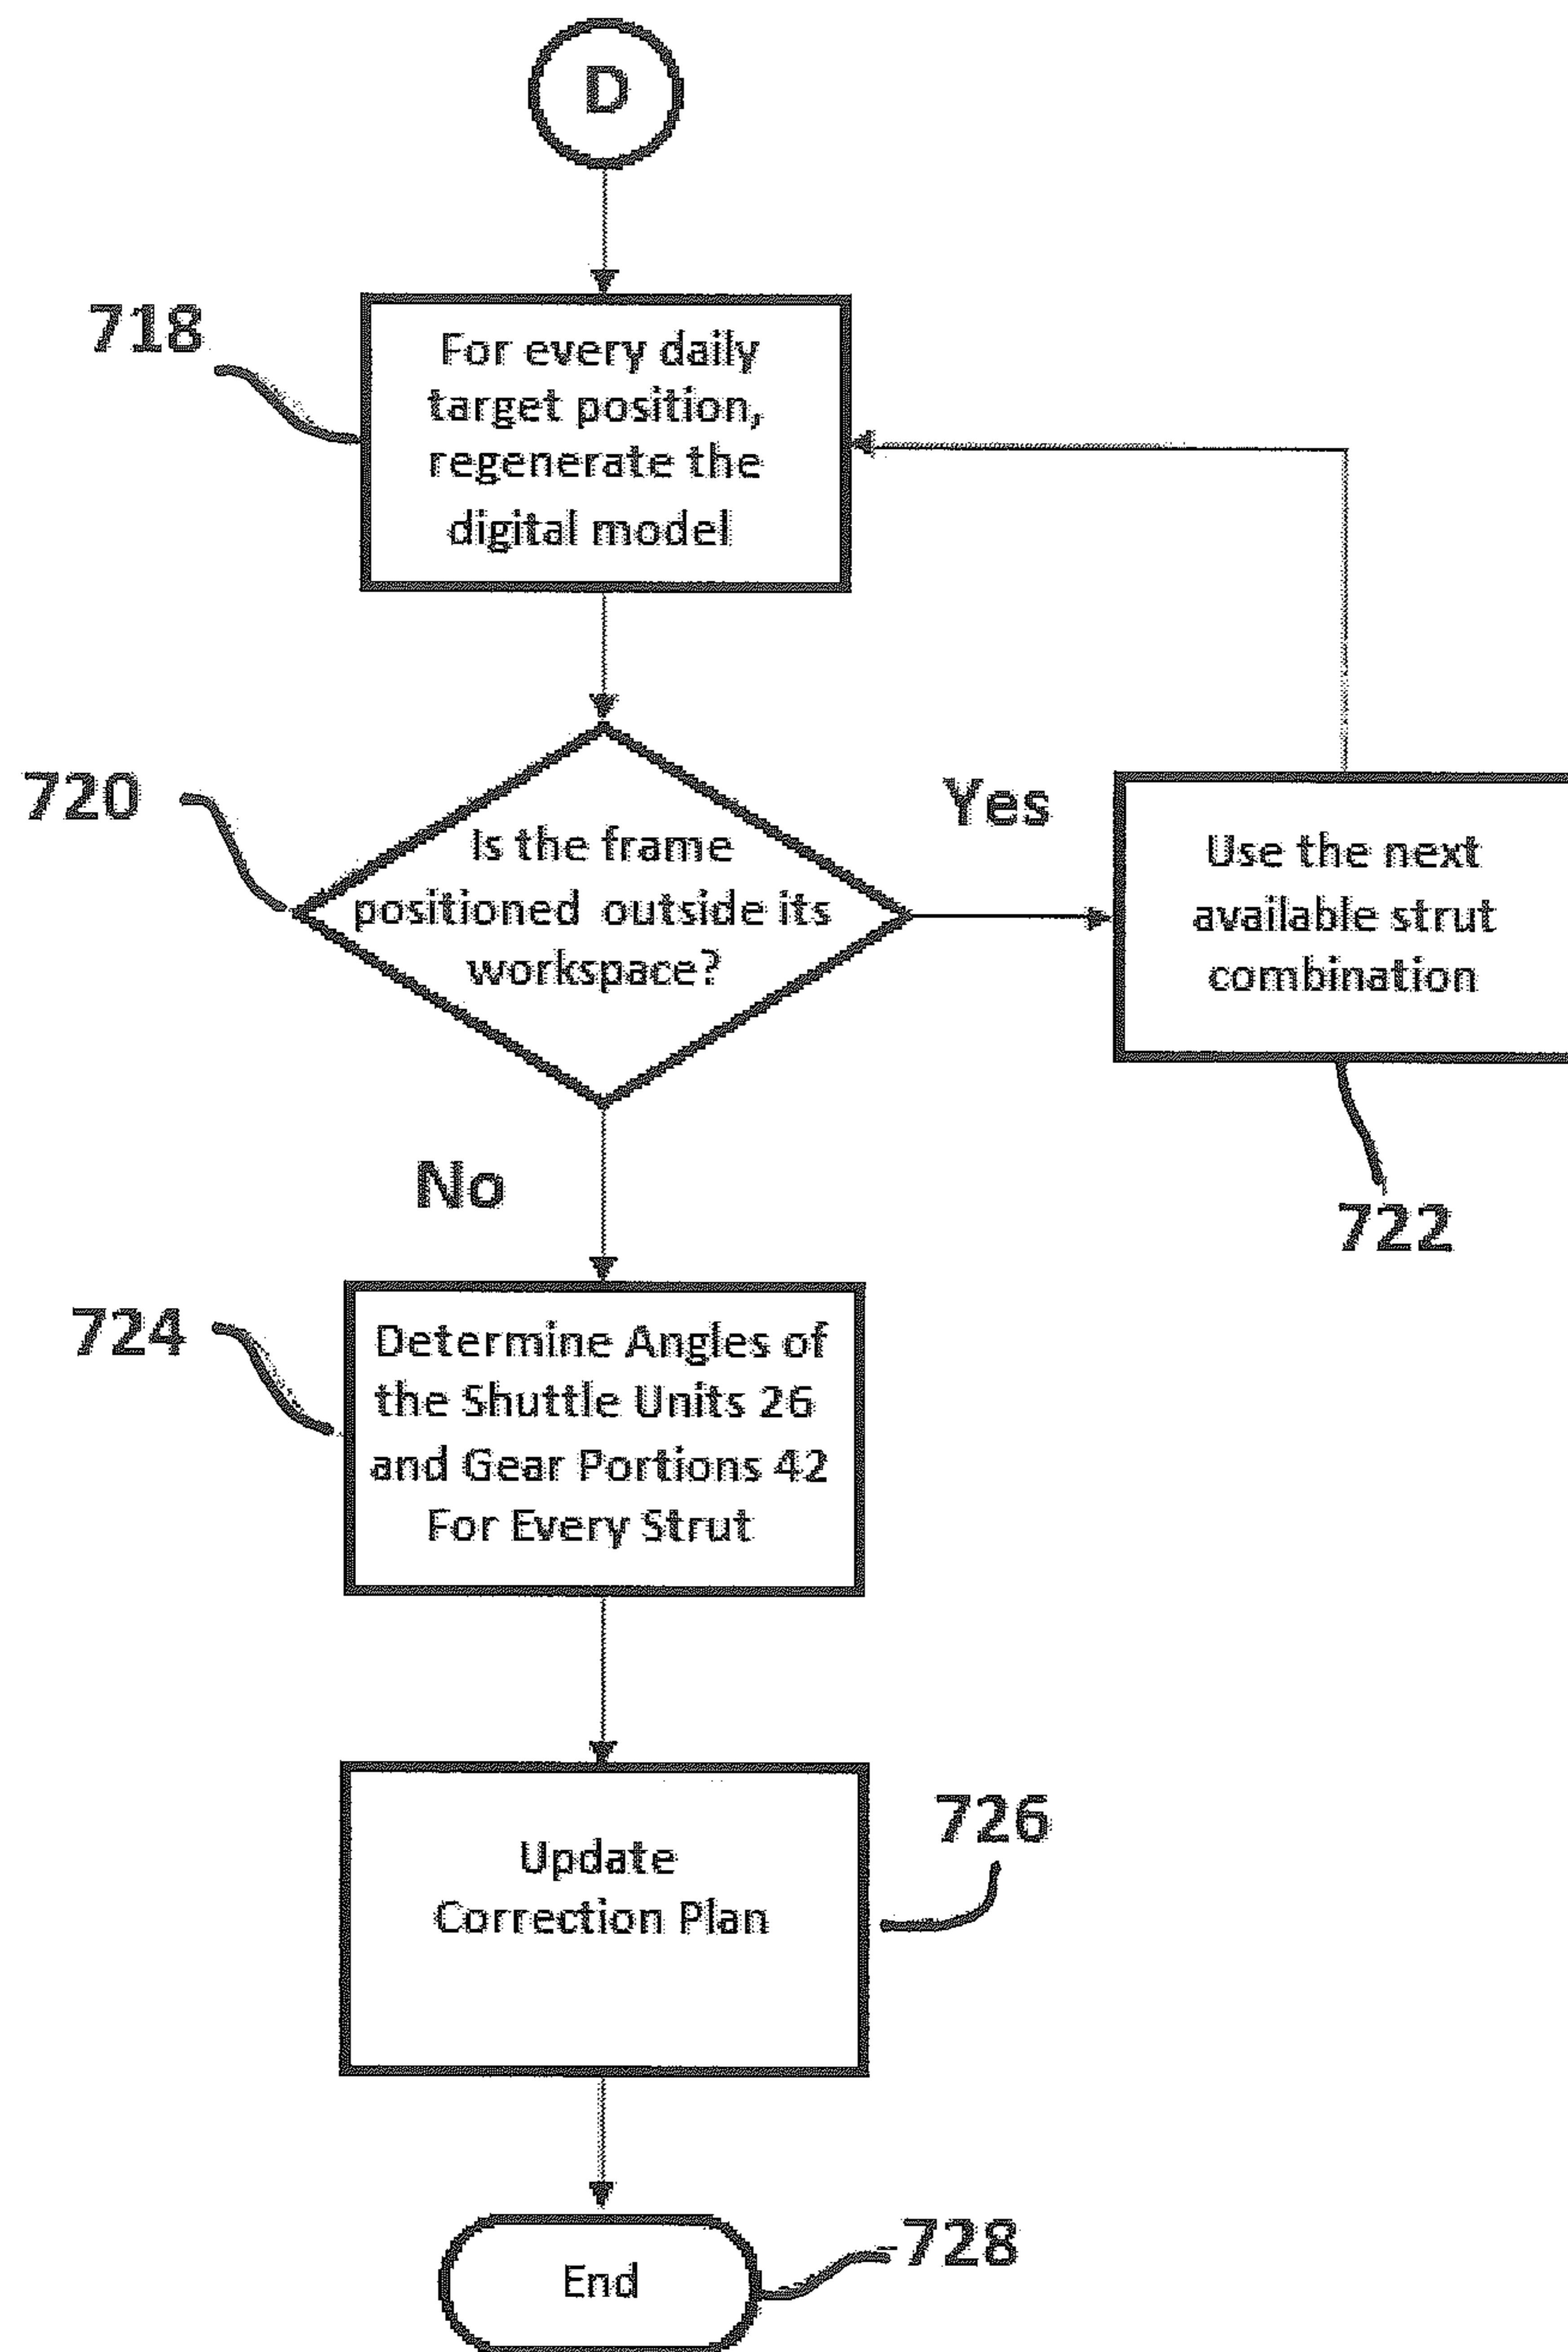 D
718
For every daily
target position,
regenerate the
digital model
720
Is the frame
positioned outside its
workspace?
Yes
Use the next
available strut
combination
722
No
724
Determine Angles of
the Shuttle Units 26
and Gear Portions 42
For Every Strut
726
Update
Correction Plan
728
End